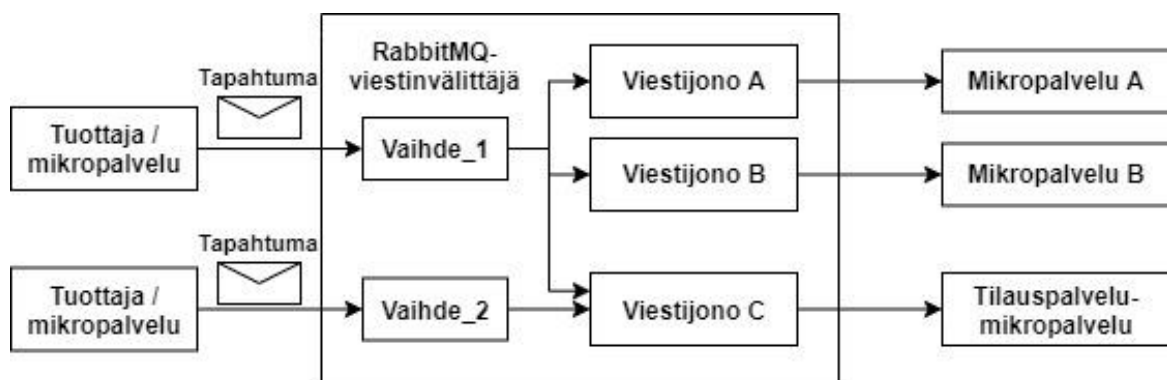 RabbitMQ-
viestinvälittäjä
Tapahtuma
Tuottaja /
mikropalvelu
Vaihde_1
Viestijono A
Mikropalvelu A
Viestijono B
Mikropalvelu B
Tapahtuma
Tuottaja /
mikropalvelu
Vaihde_2
Viestijono C
Tilauspalvelu-
mikropalvelu